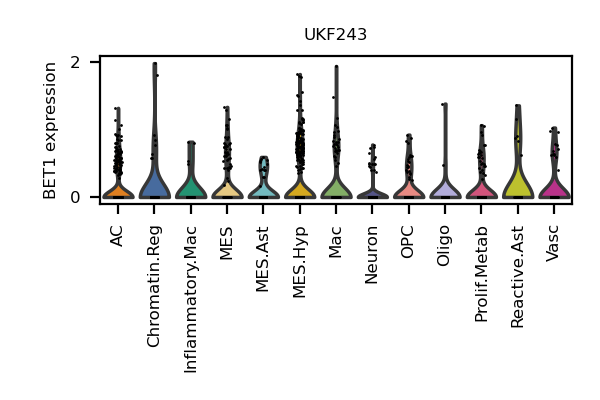 UKF243
BET1 expression
2
0
AC
Chromatin.Reg
Inflammatory.Mac
MES
MES.Ast
MES.Hyp
Mac
Neuron
OPC
Oligo
Prolif.Metab
Reactive.Ast
Vasc